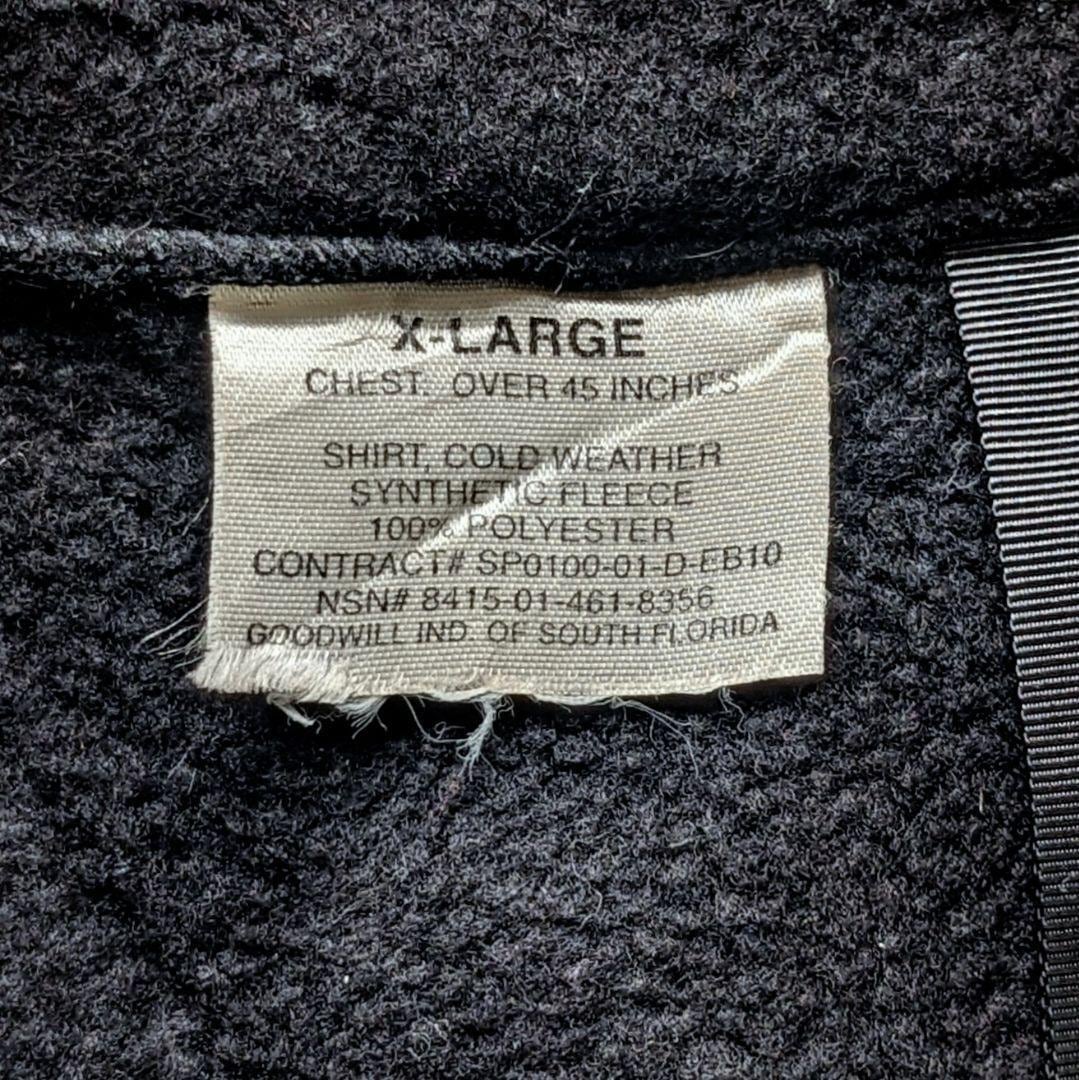 X-LARGE
CHEST. OVER 45 INCHES
SHIRT, COLD WEATHER
SYNTHETIC FLEECE
100% POLYESTER
CONTRACT# SP0100-01-D-EB10
NSN# 8415-01-461-8356
GOODWILL IND. OF SOUTH FLORIDA